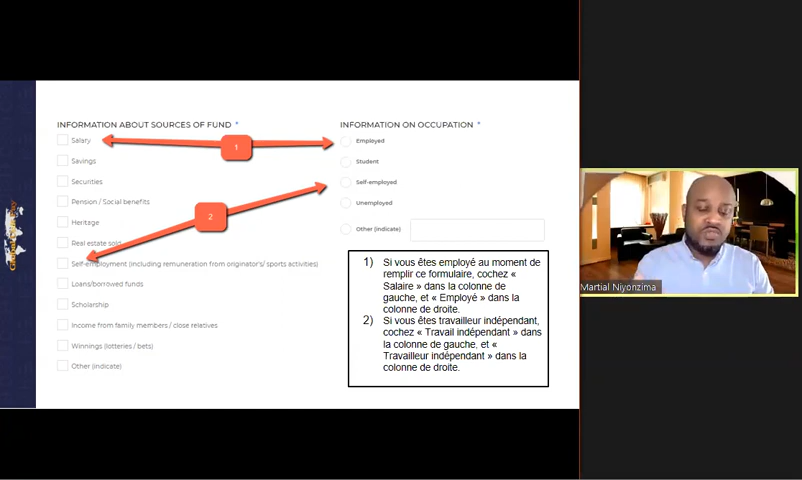 INFORMATION ABOUT SOURCES OF FUND *
Salary
Savings
Securities
Pension / Social benefits
Heritage
Real estate sold
Self-employment (including remuneration from originator's/ sports activities)
Loans/borrowed funds
Scholarship
Income from family members / close relatives
Winnings (lotteries / bets)
Other (indicate)
1
2
INFORMATION ON OCCUPATION *
Employed
Student
Self-employed
Unemployed
Other (indicate)
1) Si vous êtes employé au moment de
remplir ce formulaire, cochez «
Salaire » dans la colonne de
gauche, et « Employé » dans la
colonne de droite.
2) Si vous êtes travailleur indépendant,
cochez « Travail indépendant » dans
la colonne de gauche, et «
Travailleur indépendant » dans la
colonne de droite.
Martial Niyonzima